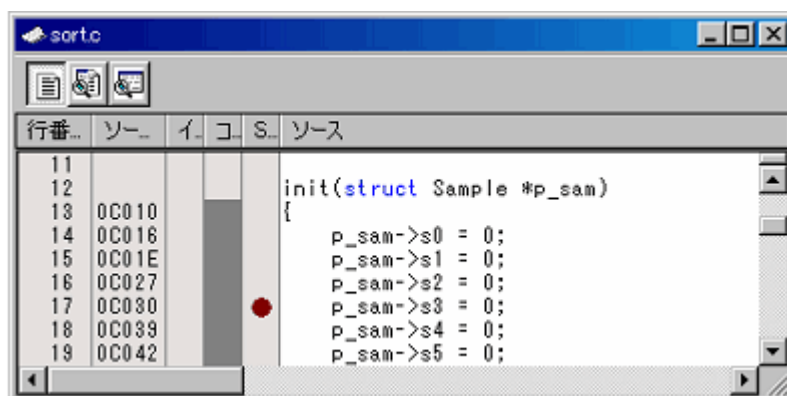 sort.c
行番... ソー... イ.. コ.. S.. ソース
11
12 init(struct Sample *p_sam)
13 0C010 {
14 0C016 p_sam->s0 = 0;
15 0C01E p_sam->s1 = 0;
16 0C027 p_sam->s2 = 0;
17 0C030 p_sam->s3 = 0;
18 0C039 p_sam->s4 = 0;
19 0C042 p_sam->s5 = 0;